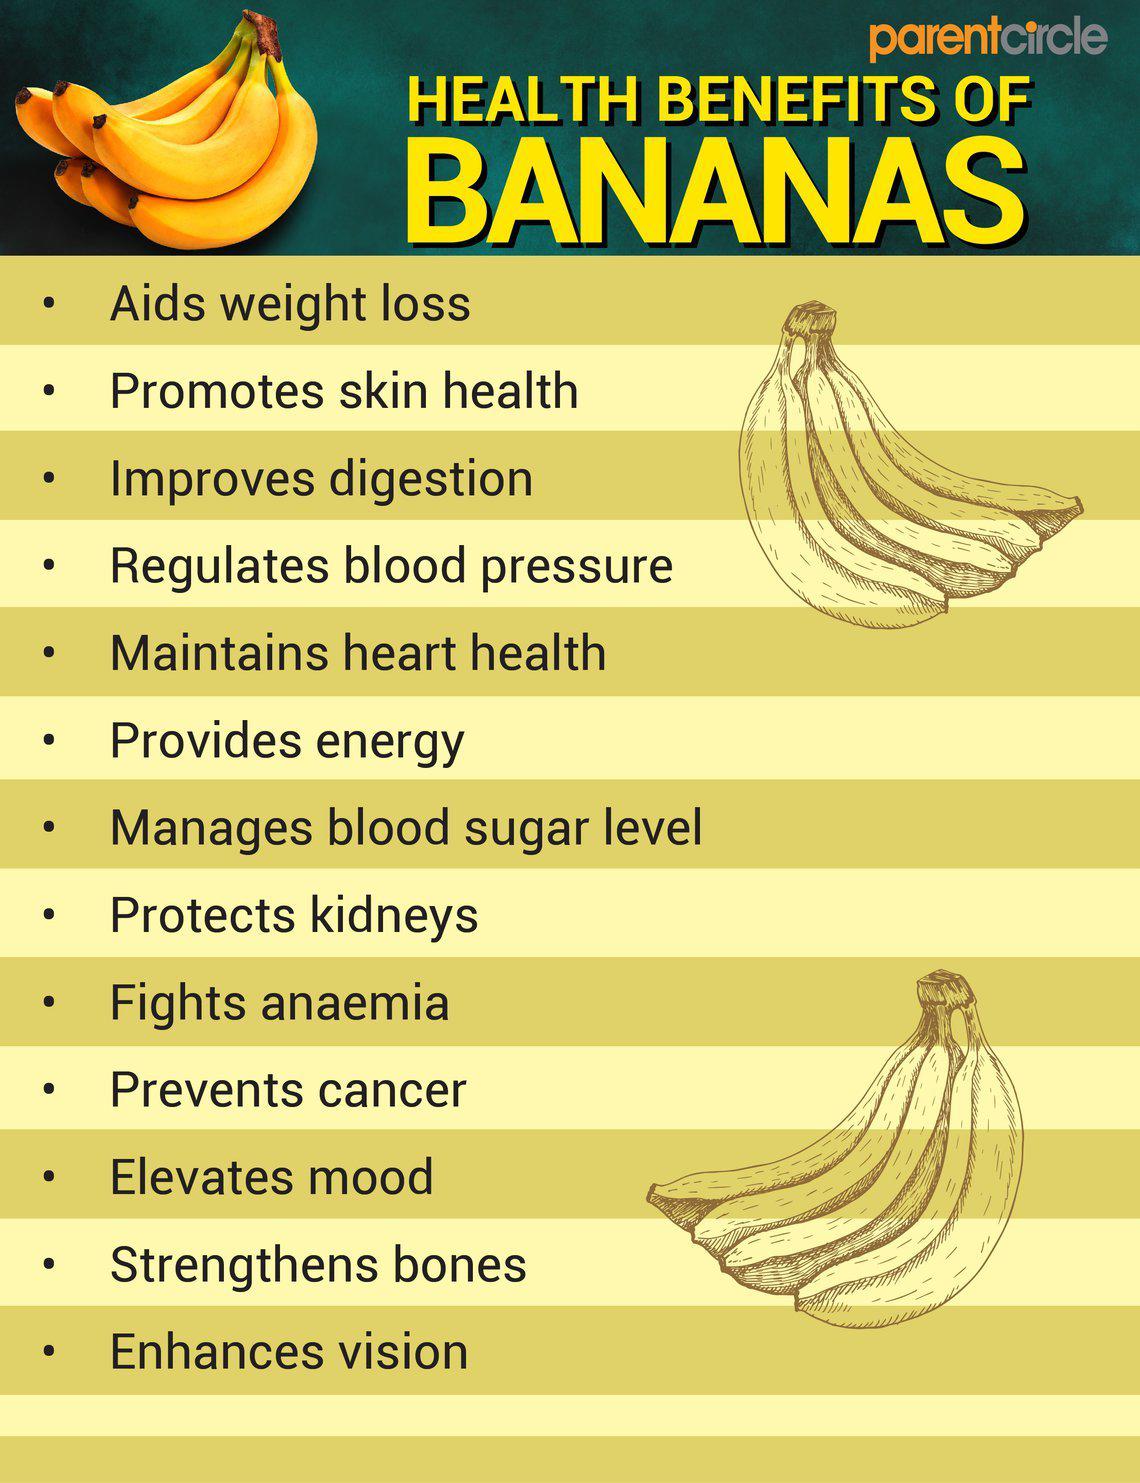 parentcircle
HEALTH BENEFITS OF
BANANAS
• Aids weight loss
• Promotes skin health
• Improves digestion
• Regulates blood pressure
• Maintains heart health
• Provides energy
• Manages blood sugar level
• Protects kidneys
• Fights anaemia
• Prevents cancer
• Elevates mood
• Strengthens bones
• Enhances vision